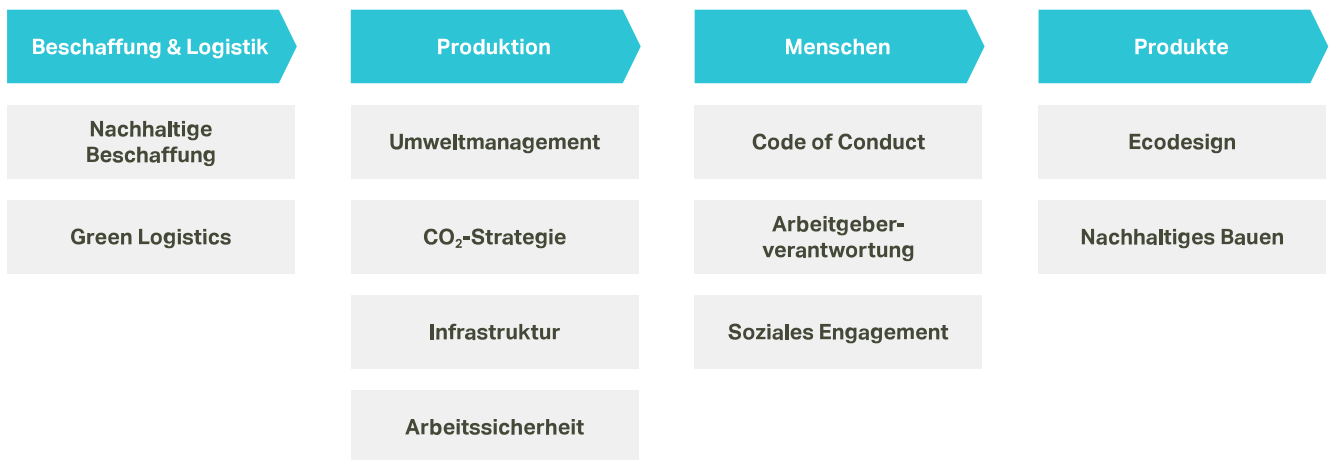 Beschaffung & Logistik
Nachhaltige
Beschaffung
Green Logistics
Produktion
Umweltmanagement
CO₂-Strategie
Infrastruktur
Arbeitssicherheit
Menschen
Code of Conduct
Arbeitgeber-
verantwortung
Soziales Engagement
Produkte
Ecodesign
Nachhaltiges Bauen